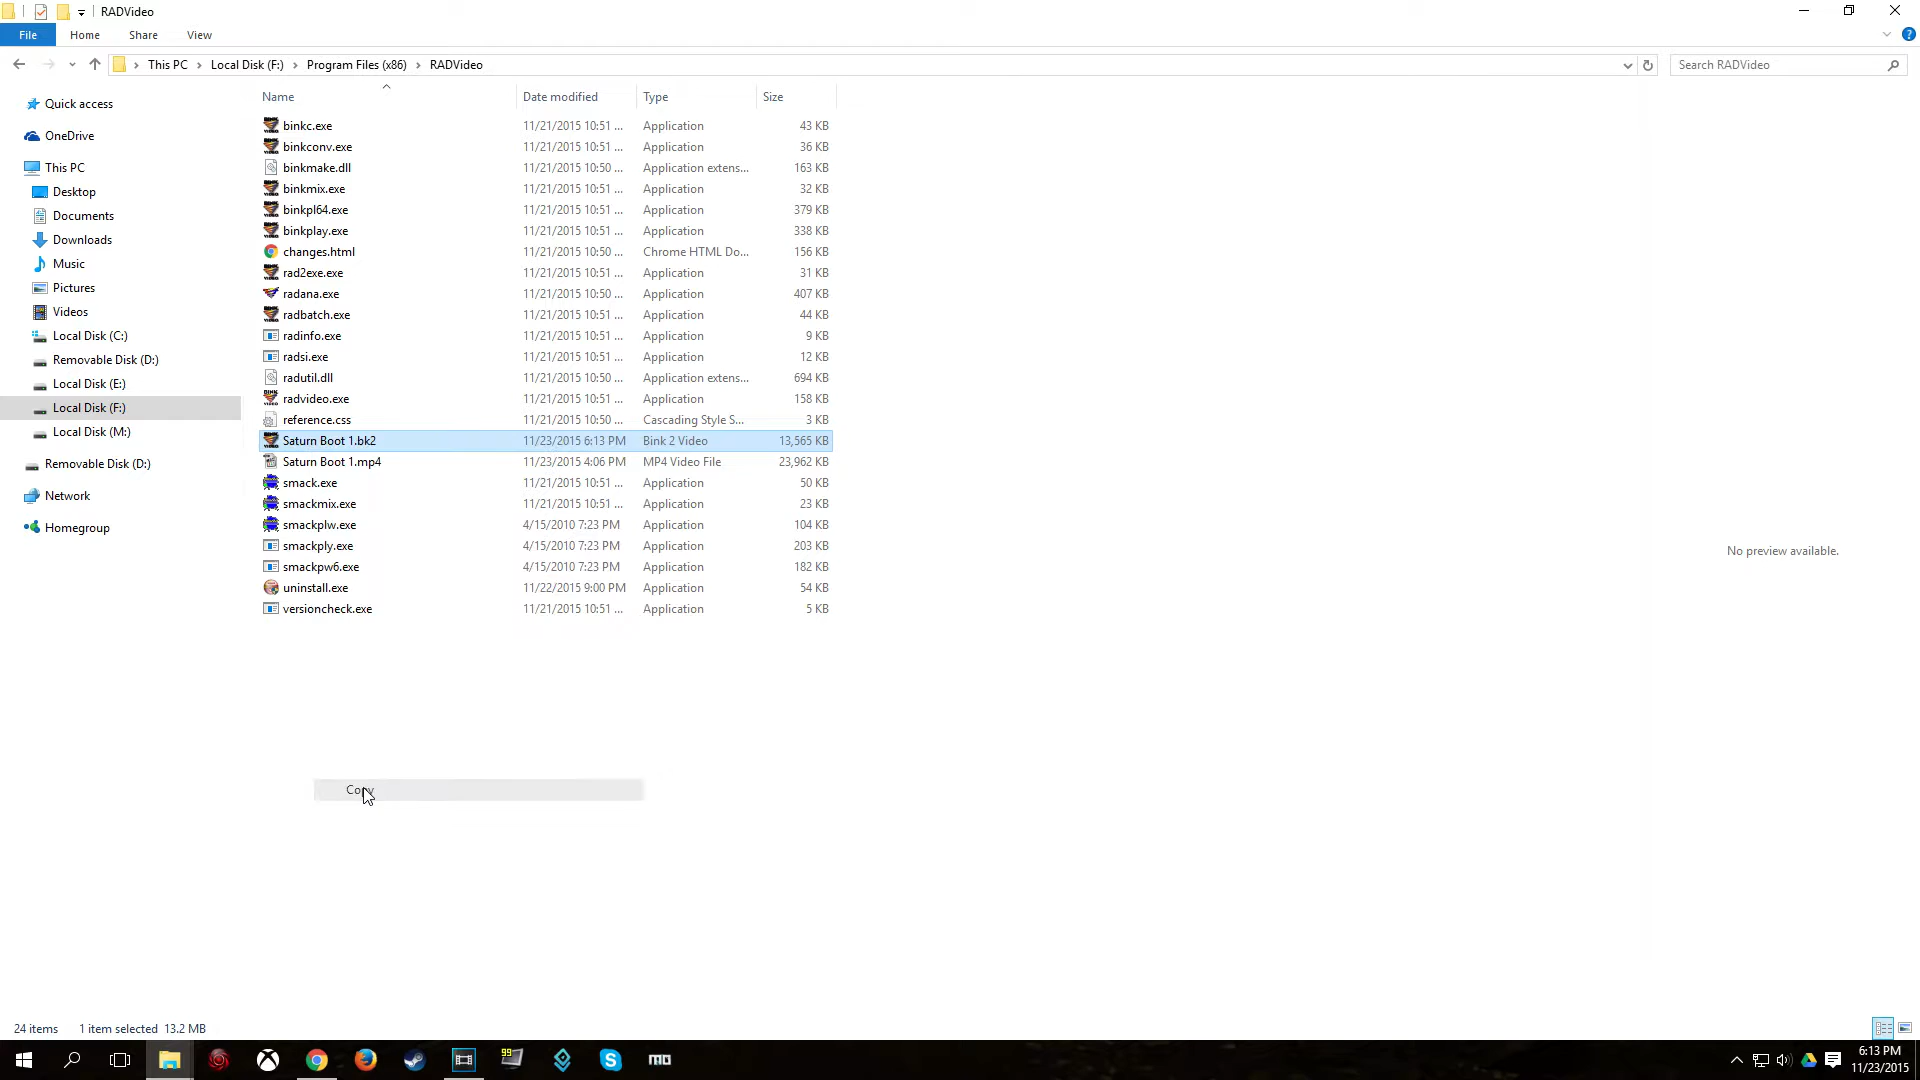 RADVideo
File Home Share View
This PC Local Disk (F:) Program Files (x86) RADVideo
Search RADVideo
Name Date modified Type Size
Quick access
OneDrive
This PC
Desktop
Documents
Downloads
Music
Pictures
Videos
Local Disk (C:)
Removable Disk (D:)
Local Disk (E:)
Local Disk (F:)
Local Disk (M:)
Removable Disk (D:)
Network
Homegroup
binkc.exe 11/21/2015 10:51 ... Application 43 KB
binkconv.exe 11/21/2015 10:51 ... Application 36 KB
binkmake.dll 11/21/2015 10:50 ... Application extens... 163 KB
binkmix.exe 11/21/2015 10:51 ... Application 32 KB
binkpl64.exe 11/21/2015 10:51 ... Application 379 KB
binkplay.exe 11/21/2015 10:51 ... Application 338 KB
changes.html 11/21/2015 10:50 ... Chrome HTML Do... 156 KB
rad2exe.exe 11/21/2015 10:51 ... Application 31 KB
radana.exe 11/21/2015 10:50 ... Application 407 KB
radbatch.exe 11/21/2015 10:51 ... Application 44 KB
radinfo.exe 11/21/2015 10:51 ... Application 9 KB
radsi.exe 11/21/2015 10:51 ... Application 12 KB
radutil.dll 11/21/2015 10:50 ... Application extens... 694 KB
radvideo.exe 11/21/2015 10:51 ... Application 158 KB
reference.css 11/21/2015 10:50 ... Cascading Style S... 3 KB
Saturn Boot 1.bk2 11/23/2015 6:13 PM Bink 2 Video 13,565 KB
Saturn Boot 1.mp4 11/23/2015 4:06 PM MP4 Video File 23,962 KB
smack.exe 11/21/2015 10:51 ... Application 50 KB
smackmix.exe 11/21/2015 10:51 ... Application 23 KB
smackplw.exe 4/15/2010 7:23 PM Application 104 KB
smackply.exe 4/15/2010 7:23 PM Application 203 KB
smackpw6.exe 4/15/2010 7:23 PM Application 182 KB
uninstall.exe 11/22/2015 9:00 PM Application 54 KB
versioncheck.exe 11/21/2015 10:51 ... Application 5 KB
No preview available.
Copy
24 items 1 item selected 13.2 MB
99
MO
6:13 PM
11/23/2015